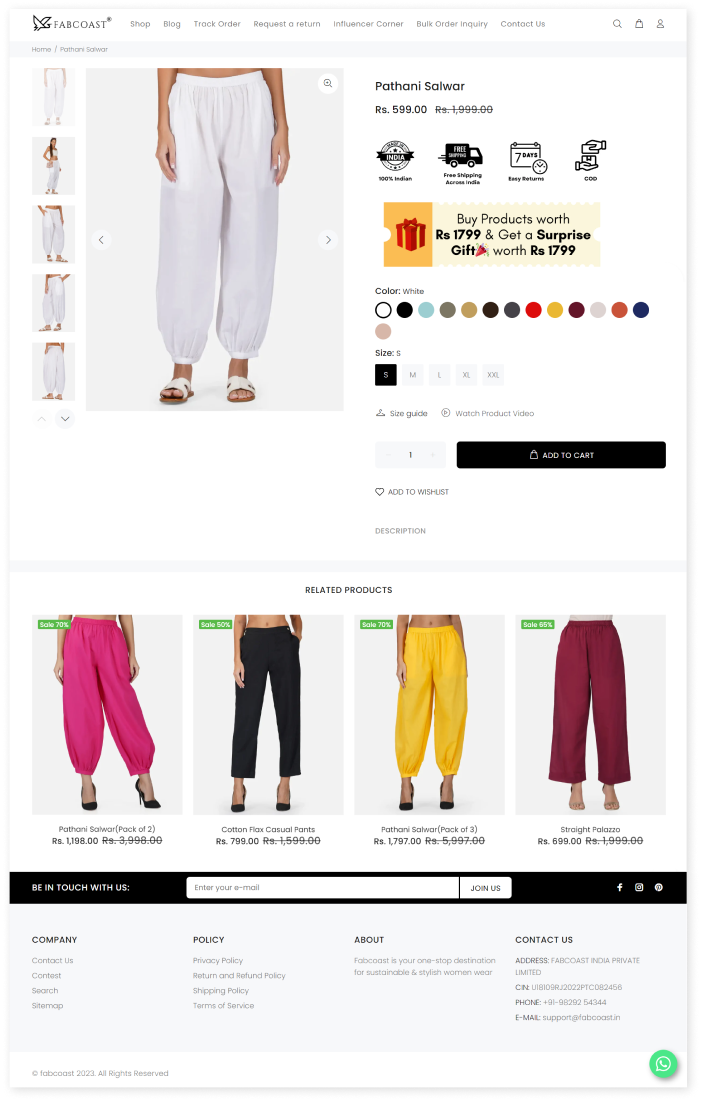 FABCOAST®
Shop Blog Track Order Request a return Influencer Corner Bulk Order Inquiry Contact Us
Home / Pathani Salwar
Pathani Salwar
Rs. 599.00 Rs. 1,999.00
MADE IN
INDIA
100% Indian
FREE
SHIPPING
Free Shipping
Across India
7 DAYS
Easy Returns
COD
Buy Products worth
Rs 1799 & Get a Surprise
Gift🎉 worth Rs 1799
Color: White
Size: S
S M L XL XXL
Size guide Watch Product Video
- 1 +
ADD TO CART
ADD TO WISHLIST
DESCRIPTION
RELATED PRODUCTS
Sale 70%
Sale 50%
Sale 70%
Sale 65%
Pathani Salwar(Pack of 2)
Rs. 1,198.00 Rs. 3,998.00
Cotton Flax Casual Pants
Rs. 799.00 Rs. 1,599.00
Pathani Salwar(Pack of 3)
Rs. 1,797.00 Rs. 5,997.00
Straight Palazzo
Rs. 699.00 Rs. 1,999.00
BE IN TOUCH WITH US:
Enter your e-mail
JOIN US
COMPANY
Contact Us
Contest
Search
Sitemap
POLICY
Privacy Policy
Return and Refund Policy
Shipping Policy
Terms of Service
ABOUT
Fabcoast is your one-stop destination
for sustainable & stylish women wear
CONTACT US
ADDRESS: FABCOAST INDIA PRIVATE
LIMITED
CIN: U18109RJ2022PTC082456
PHONE: +91-98292 54344
E-MAIL: support@fabcoast.in
© fabcoast 2023. All Rights Reserved